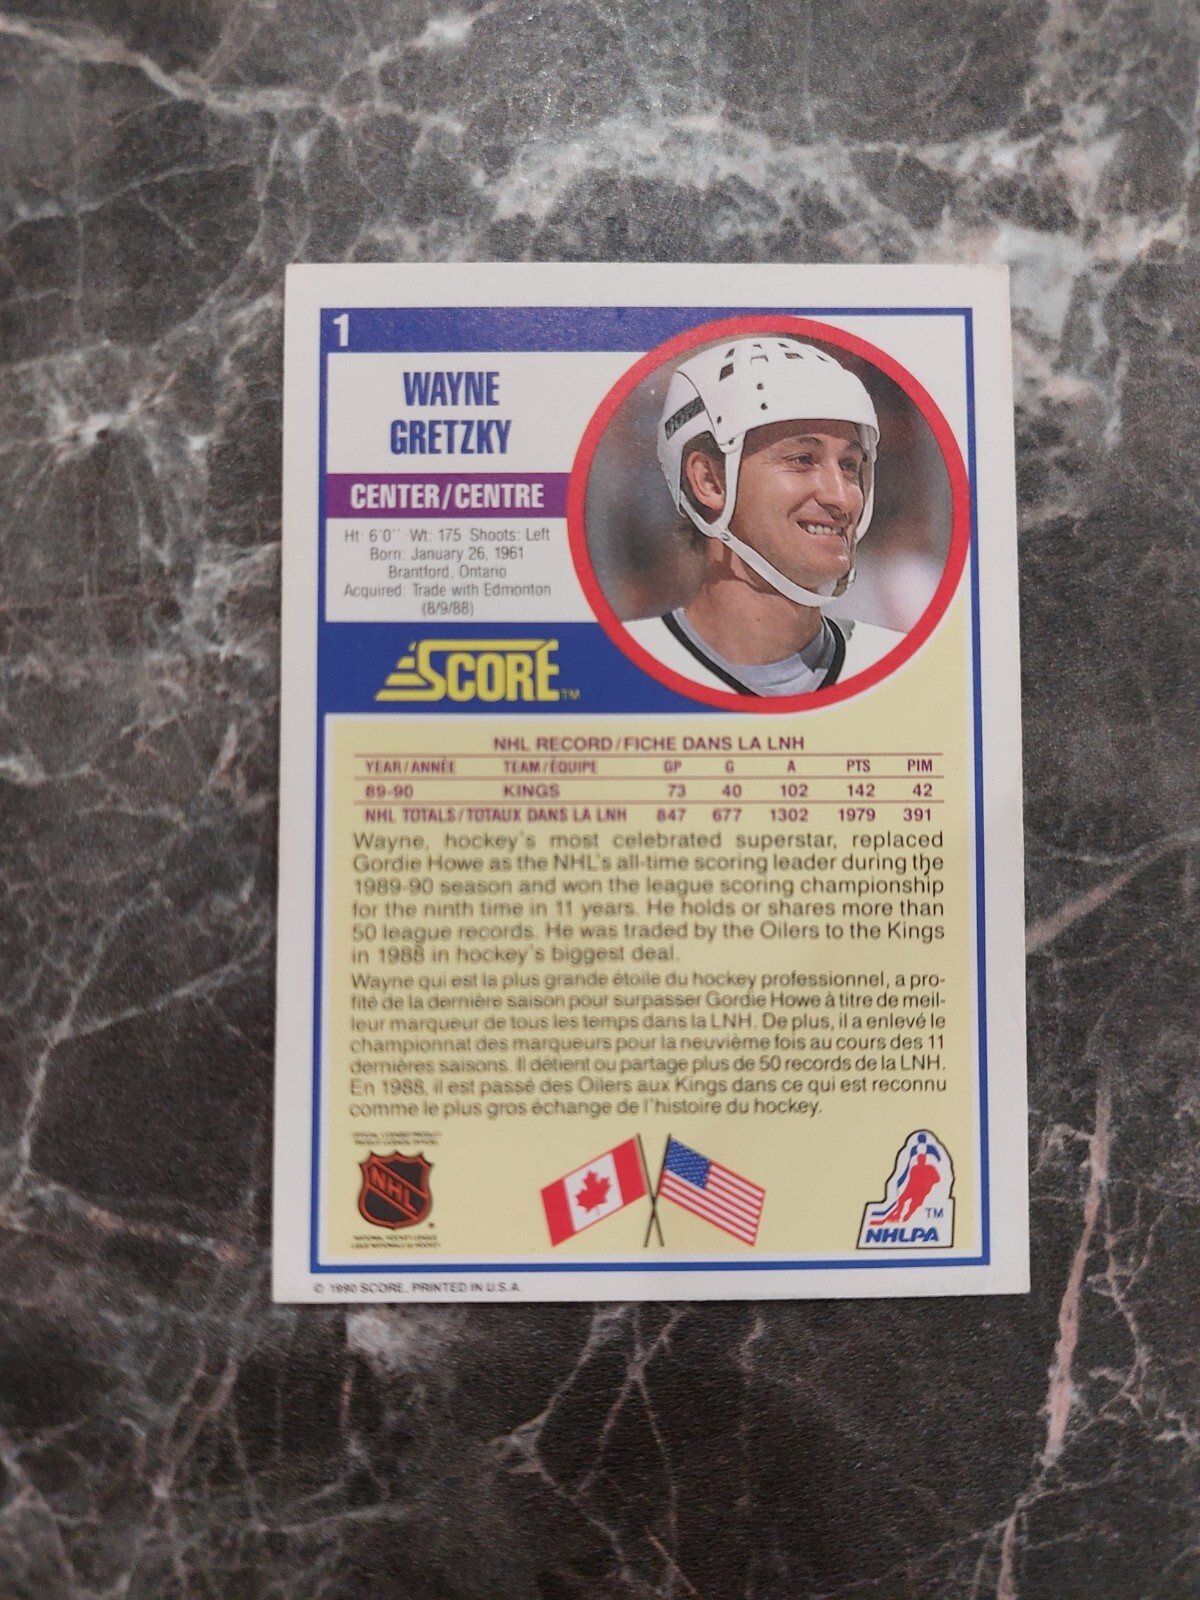 1
WAYNE
GRETZKY
CENTER/CENTRE
Ht: 6'0'' Wt: 175 Shoots: Left
Born: January 26, 1961
Brantford, Ontario
Acquired: Trade with Edmonton
(8/9/88)
SCORE™
NHL RECORD/FICHE DANS LA LNH
YEAR/ANNÉE TEAM/ÉQUIPE GP G A PTS PIM
89-90 KINGS 73 40 102 142 42
NHL TOTALS/TOTAUX DANS LA LNH 847 677 1302 1979 391
Wayne, hockey's most celebrated superstar, replaced
Gordie Howe as the NHL's all-time scoring leader during the
1989-90 season and won the league scoring championship
for the ninth time in 11 years. He holds or shares more than
50 league records. He was traded by the Oilers to the Kings
in 1988 in hockey's biggest deal.
Wayne qui est la plus grande étoile du hockey professionnel, a pro-
fité de la dernière saison pour surpasser Gordie Howe à titre de meil-
leur marqueur de tous les temps dans la LNH. De plus, il a enlevé le
championnat des marqueurs pour la neuvième fois au cours des 11
dernières saisons. Il détient ou partage plus de 50 records de la LNH.
En 1988, il est passé des Oilers aux Kings dans ce qui est reconnu
comme le plus gros échange de l'histoire du hockey.
NHL
TM
NHLPA
© 1990 SCORE, PRINTED IN U.S.A.